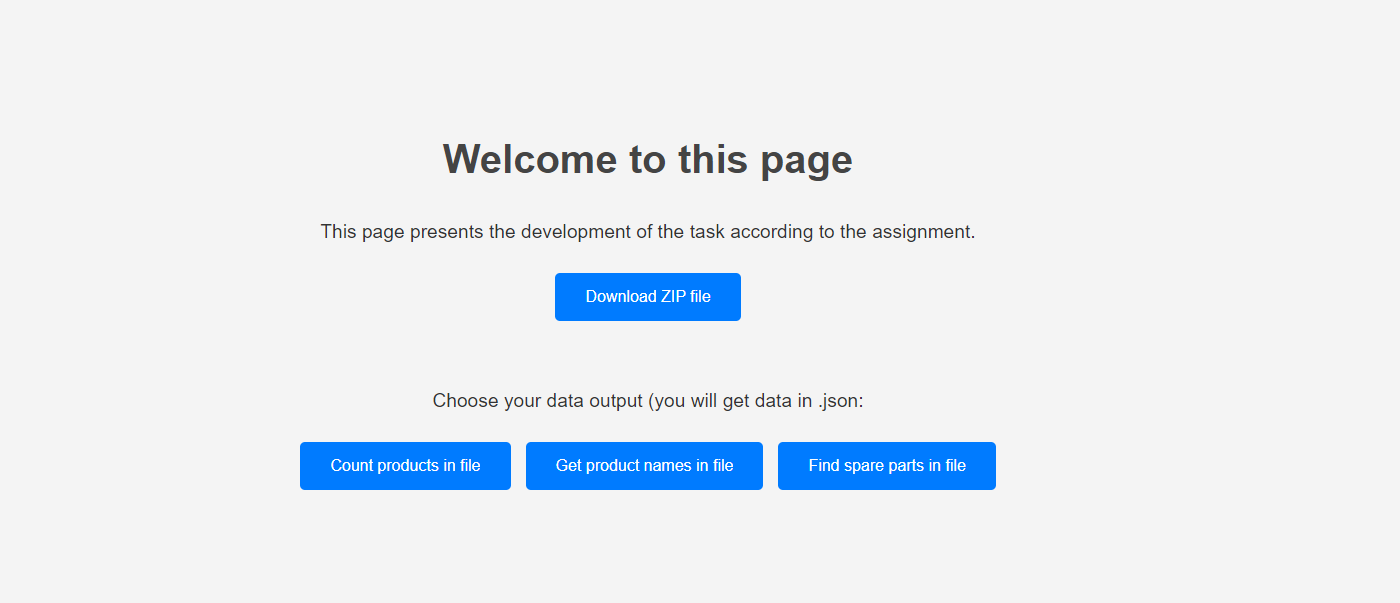 Welcome to this page
This page presents the development of the task according to the assignment.
Download ZIP file
Choose your data output (you will get data in .json:
Count products in file
Get product names in file
Find spare parts in file